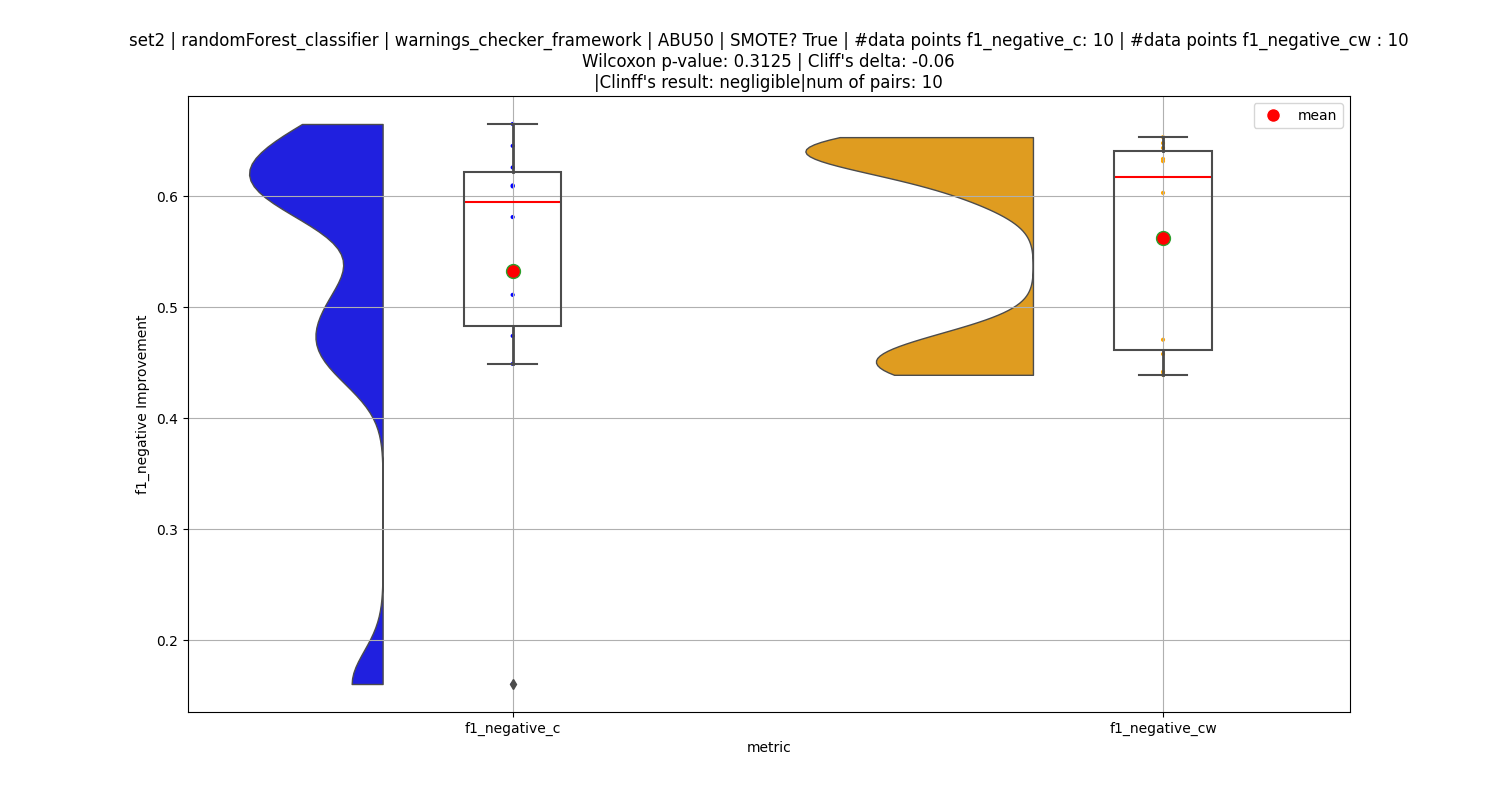 set2 | randomForest_classifier | warnings_checker_framework | ABU50 | SMOTE? True | #data points f1_negative_c: 10 | #data points f1_negative_cw : 10
Wilcoxon p-value: 0.3125 | Cliff's delta: -0.06
|Clinff's result: negligible|num of pairs: 10
mean
f1_negative Improvement
0.6
0.5
0.4
0.3
0.2
f1_negative_c
f1_negative_cw
metric